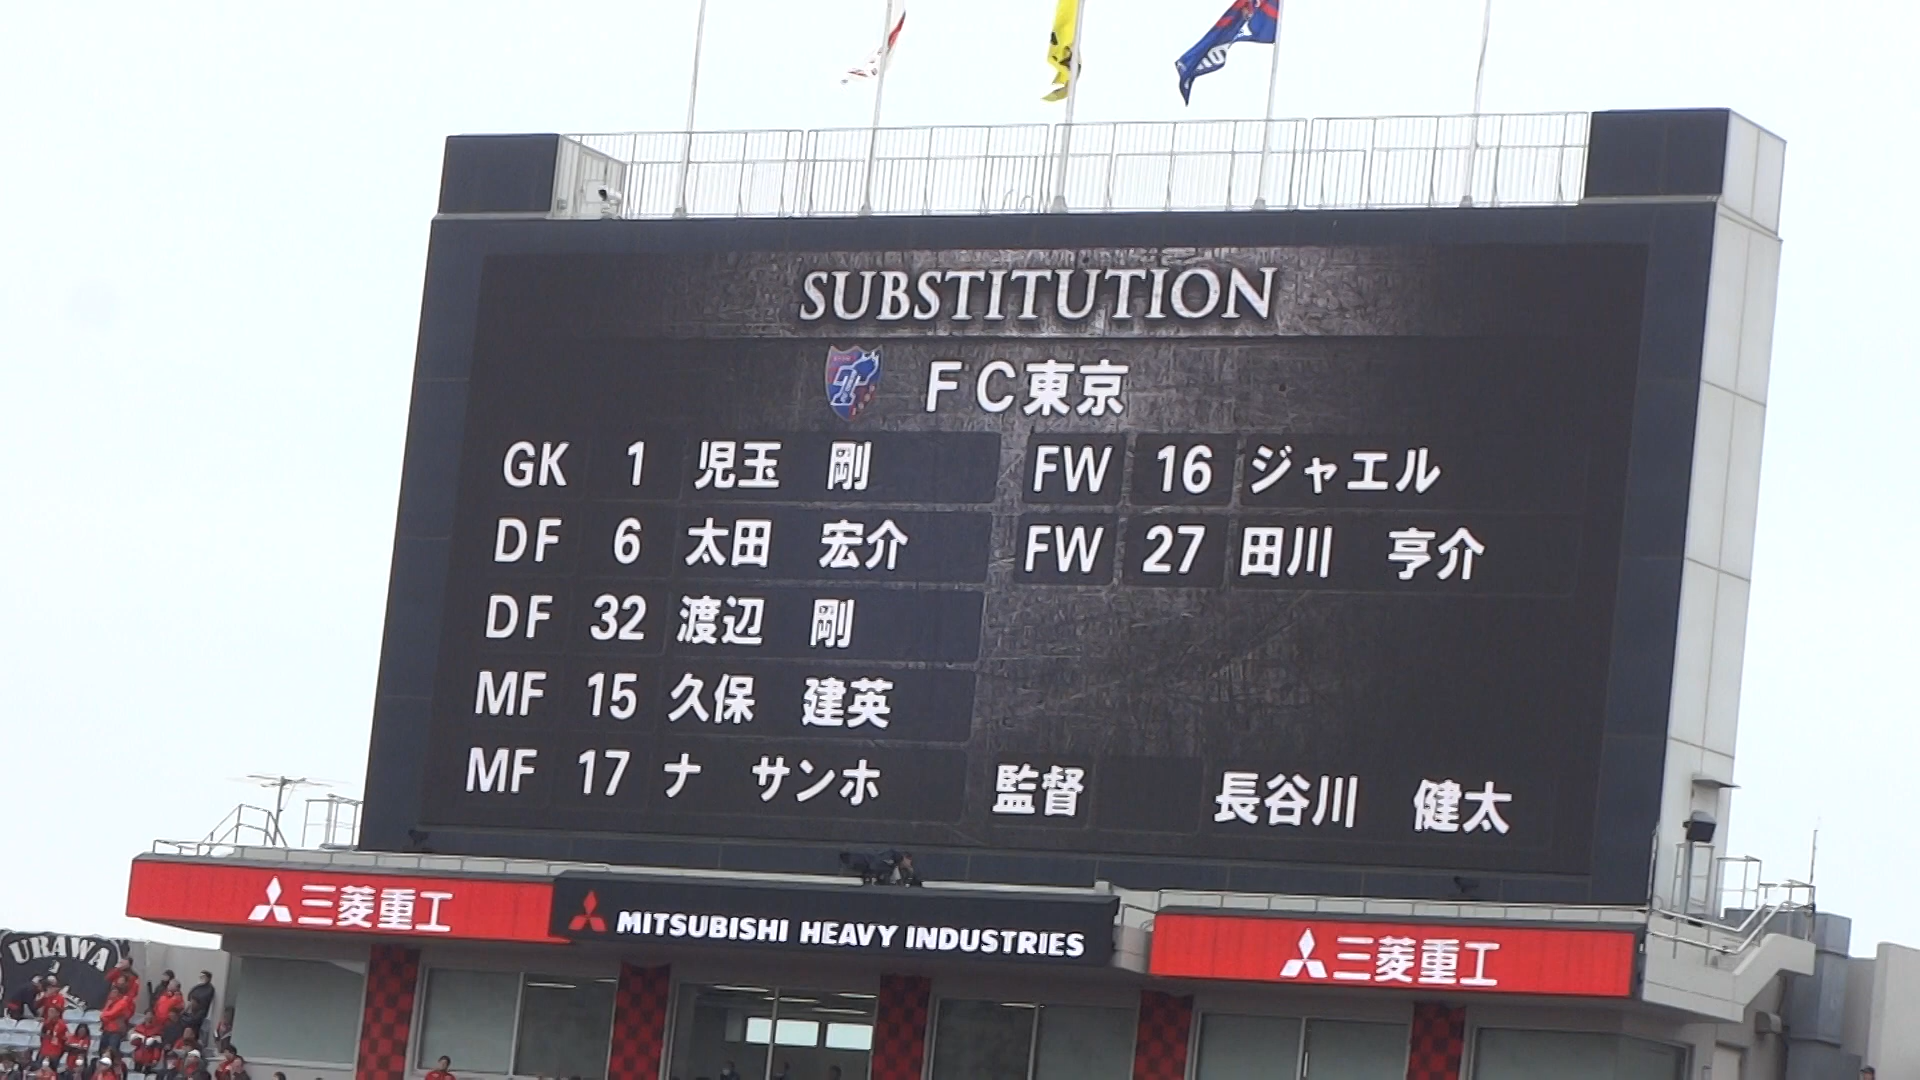 SUBSTITUTION
FC東京
GK 1 児玉 剛
DF 6 太田 宏介
DF 32 渡辺 剛
MF 15 久保 建英
MF 17 ナ サンホ
FW 16 ジャエル
FW 27 田川 亨介
監督 長谷川 健太
三菱重工
MITSUBISHI HEAVY INDUSTRIES
三菱重工
URAWA